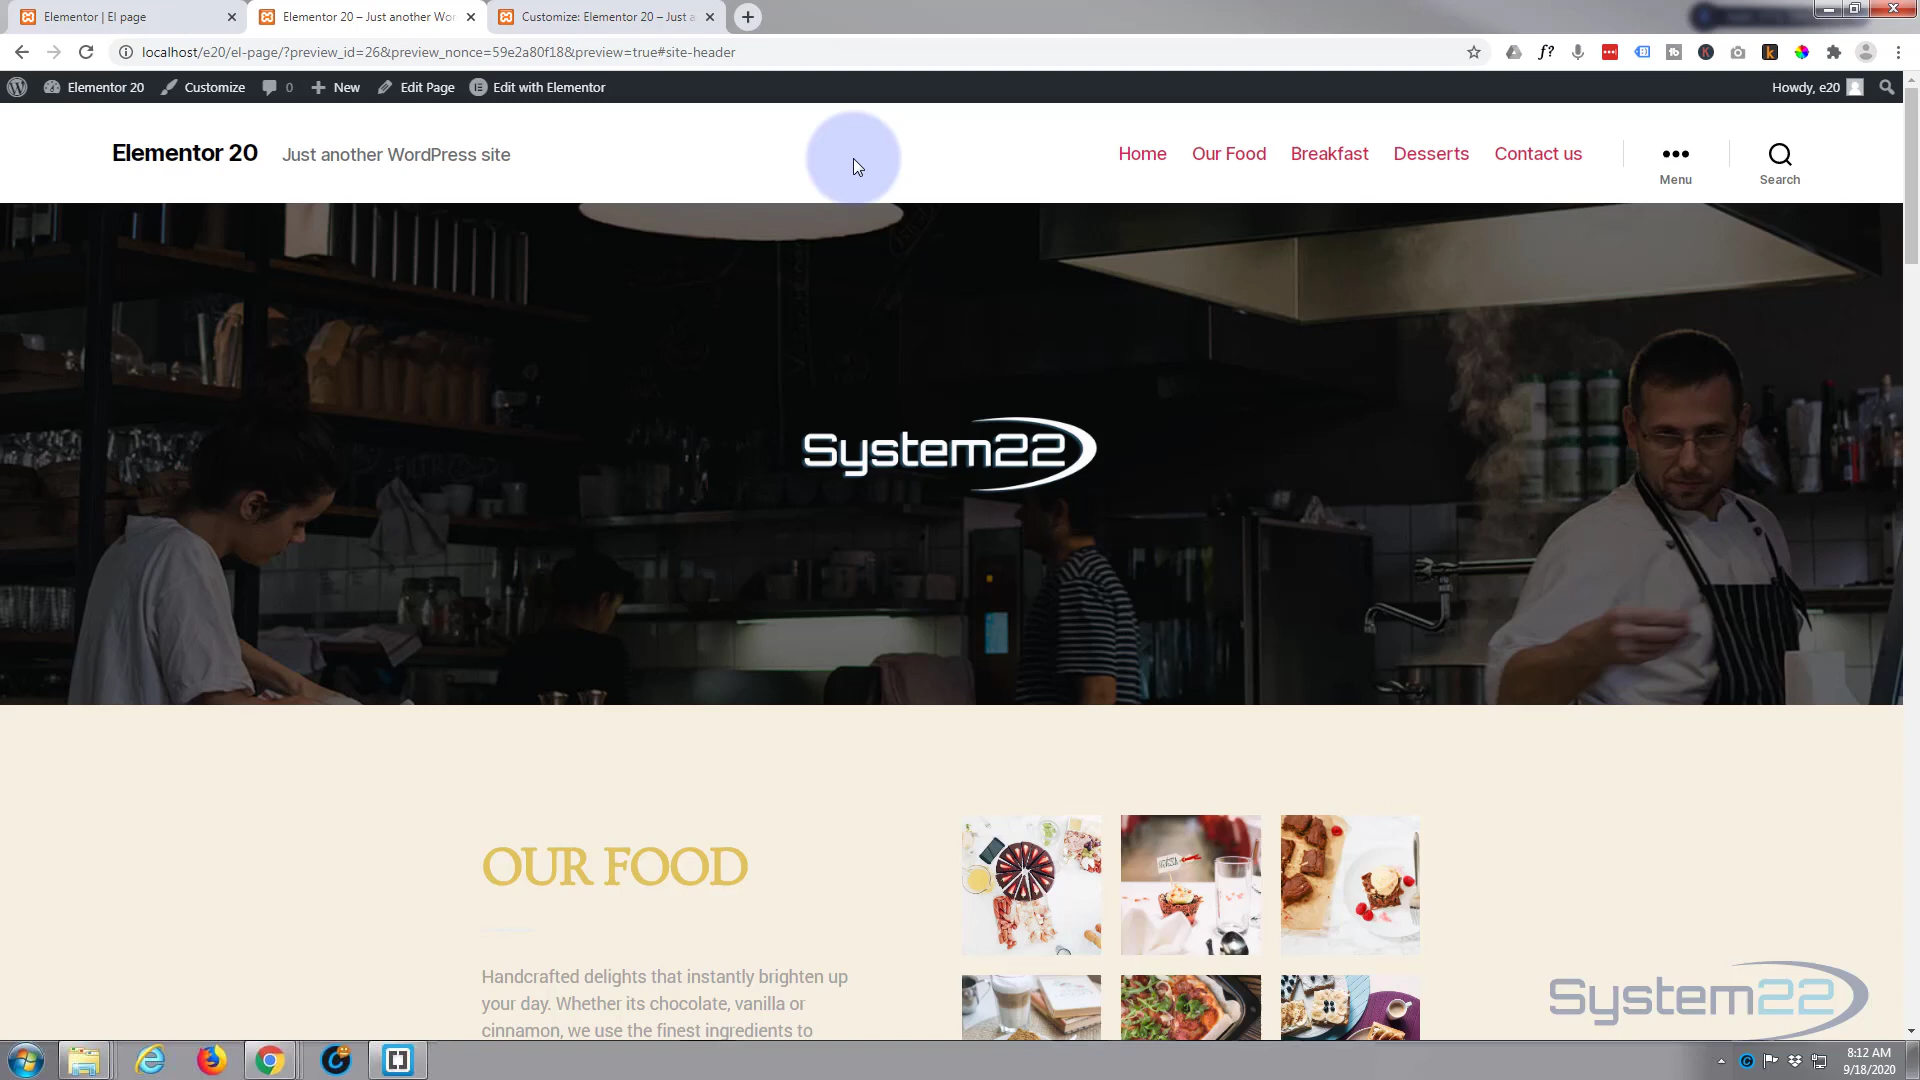 Elementor | El page
Elementor 20 – Just another Wor
Customize: Elementor 20 – Just a
localhost/e20/el-page/?preview_id=26&preview_nonce=59e2a80f18&preview=true#site-header
Elementor 20
Customize
0
New
Edit Page
Edit with Elementor
Howdy, e20
Elementor 20
Just another WordPress site
Home
Our Food
Breakfast
Desserts
Contact us
Menu
Search
System22
OUR FOOD
Handcrafted delights that instantly brighten up
your day. Whether its chocolate, vanilla or
cinnamon, we use the finest ingredients to
System22
8:12 AM
9/18/2020